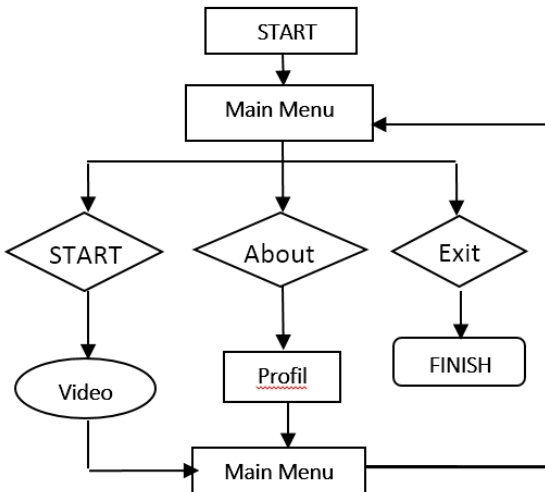 START
Main Menu
START
About
Exit
Video
Profil
FINISH
Main Menu